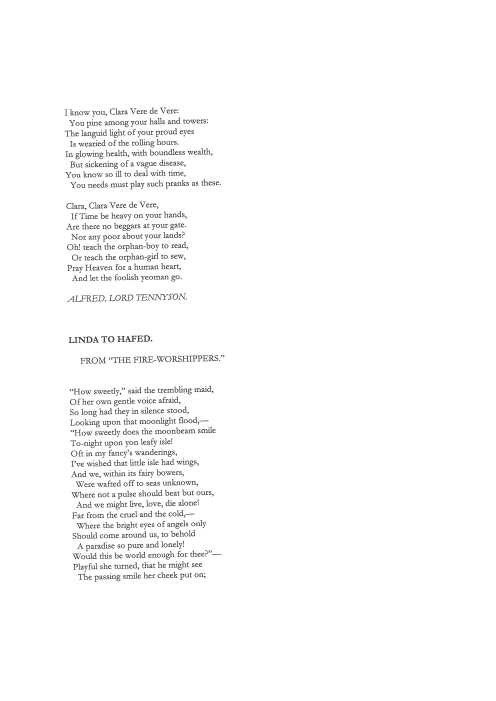 I know you, Clara Vere de Vere:
You pine among your halls and towers:
The languid light of your proud eyes
Is wearied of the rolling hours.
In glowing health, with boundless wealth,
But sickening of a vague disease,
You know so ill to deal with time,
You needs must play such pranks as these.
Clara, Clara Vere de Vere,
If Time be heavy on your hands,
Are there no beggars at your gate.
Nor any poor about your lands?
Oh! teach the orphan-boy to read,
Or teach the orphan-girl to sew,
Pray Heaven for a human heart,
And let the foolish yeoman go.
ALFRED, LORD TENNYSON.
LINDA TO HAFED.
FROM "THE FIRE-WORSHIPPERS."
"How sweetly," said the trembling maid,
Of her own gentle voice afraid,
So long had they in silence stood,
Looking upon that moonlight flood,—
"How sweetly does the moonbeam smile
To-night upon yon leafy isle!
Oft in my fancy's wanderings,
I've wished that little isle had wings,
And we, within its fairy bowers,
Were wafted off to seas unknown,
Where not a pulse should beat but ours,
And we might live, love, die alone!
Far from the cruel and the cold,—
Where the bright eyes of angels only
Should come around us, to behold
A paradise so pure and lonely!
Would this be world enough for thee?"—
Playful she turned, that he might see
The passing smile her cheek put on;